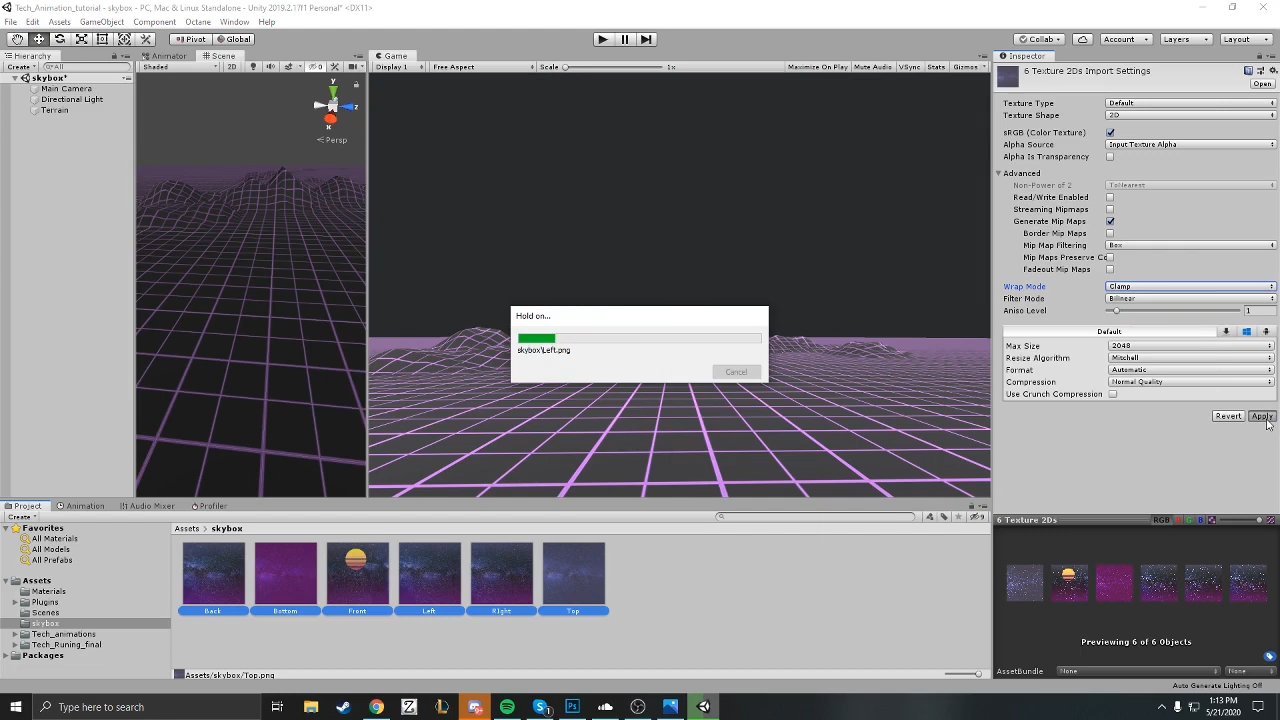 Tech_Animation_tutorial - skybox - PC, Mac & Linux Standalone - Unity 2019.2.17f1 Personal* <DX11>
File Edit Assets GameObject Component Octane Window Help
Pivot Global Collab Account Layers Layout
Hierarchy Animator Scene Game Inspector
Create All Shaded 2D 0 Display 1 Free Aspect Scale 1x Maximize On Play Mute Audio VSync Stats Gizmos
6 Texture 2Ds Import Settings
Open
skybox*
Main Camera
Directional Light
Terrain
y
z
x
Persp
Texture Type Default
Texture Shape 2D
sRGB (Color Texture)
Alpha Source Input Texture Alpha
Alpha Is Transparency
Advanced
Non-Power of 2 ToNearest
Read/Write Enabled
Streaming Mipmaps
Generate Mip Maps
Border Mip Maps
Mip Map Filtering Box
Mip Maps Preserve Co
Fadeout Mip Maps
Wrap Mode Clamp
Filter Mode Bilinear
Aniso Level 1
Default
Max Size 2048
Resize Algorithm Mitchell
Format Automatic
Compression Normal Quality
Use Crunch Compression
Revert Apply
Hold on...
skybox\Left.png
Cancel
Project Animation Audio Mixer Profiler
Create 9
Favorites
All Materials
All Models
All Prefabs
Assets
Materials
Plugins
Scenes
skybox
Tech_animations
Tech_Runing_final
Packages
Assets > skybox
Back Bottom Front Left RIght Top
Assets/skybox/Top.png
6 Texture 2Ds RGB R G B
Previewing 6 of 6 Objects
AssetBundle None None
Auto Generate Lighting Off
Type here to search
1:13 PM
5/21/2020